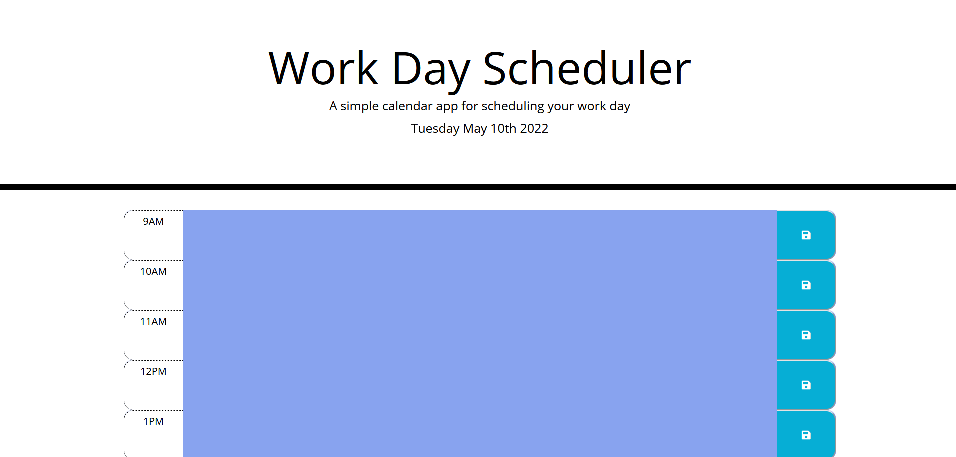 Work Day Scheduler
A simple calendar app for scheduling your work day
Tuesday May 10th 2022
9AM
10AM
11AM
12PM
1PM